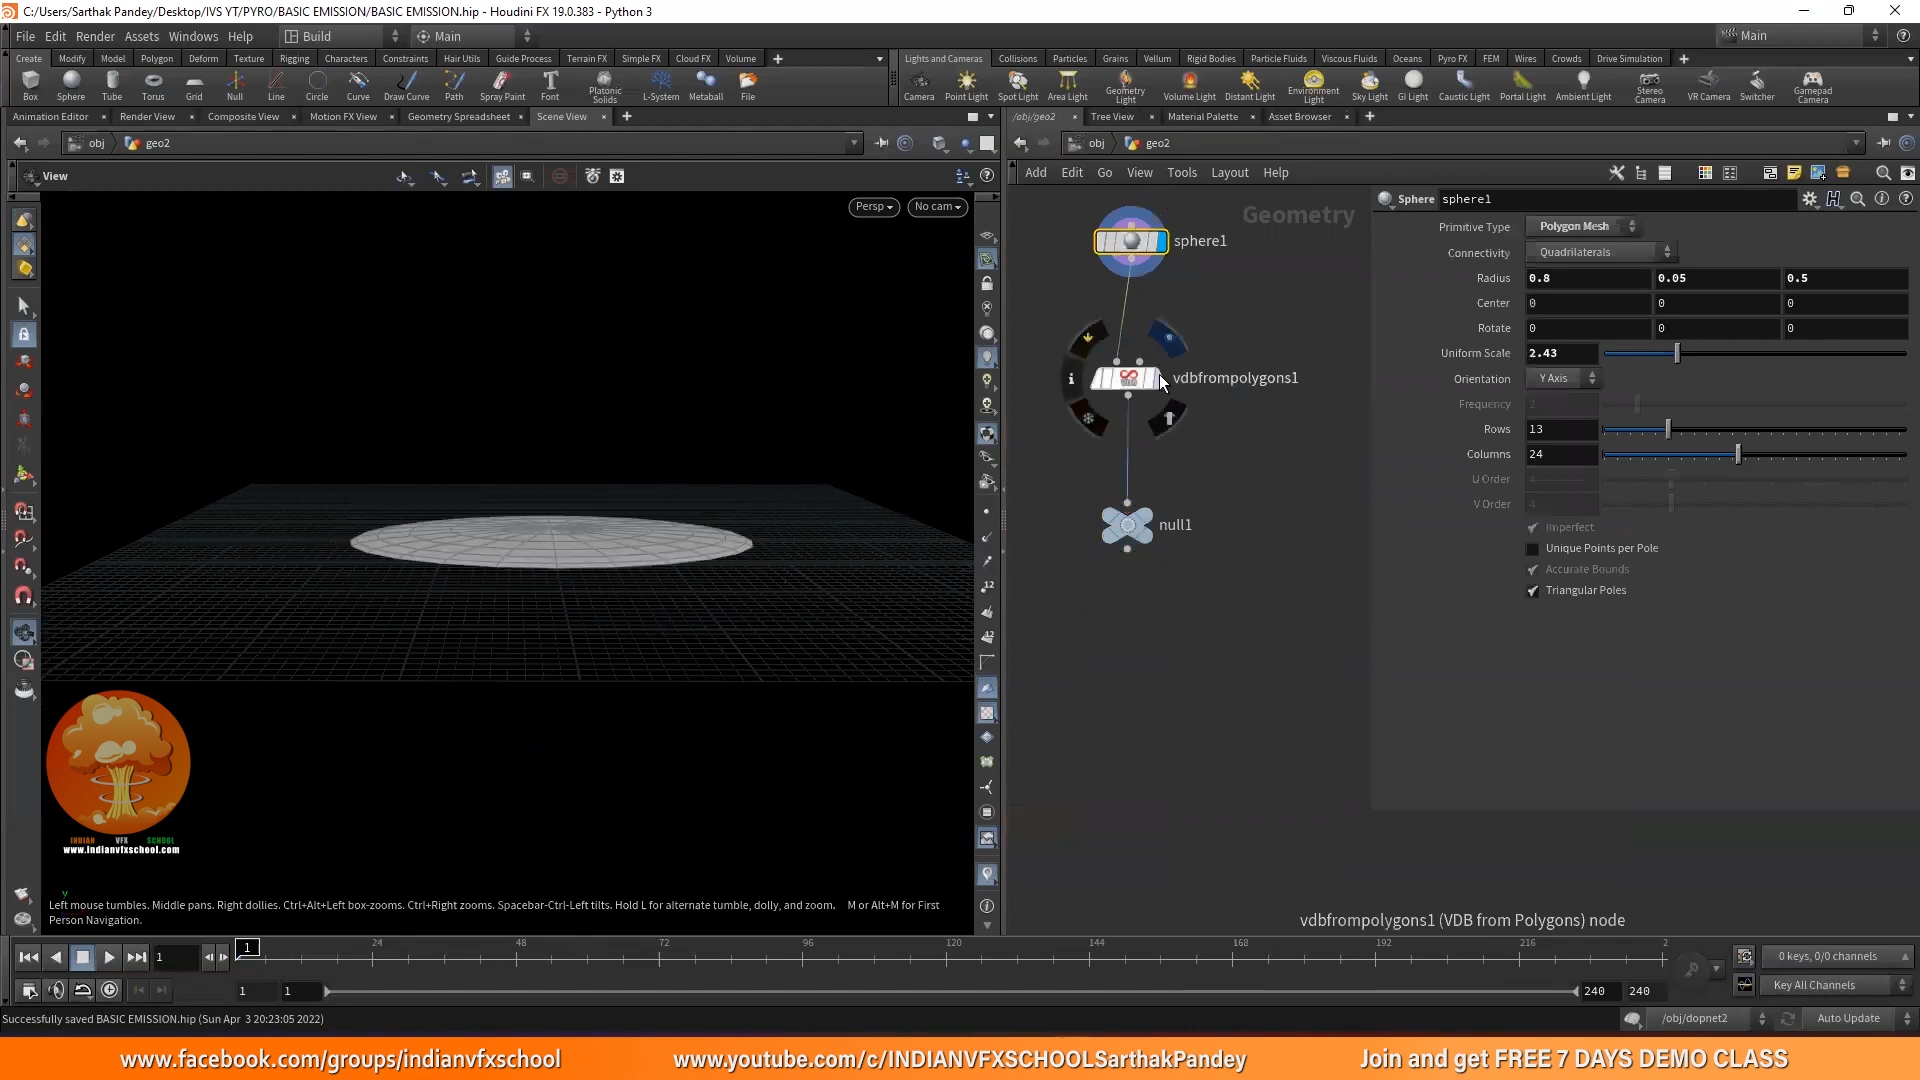 C:/Users/Sarthak Pandey/Desktop/IVS YT/PYRO/BASIC EMISSION/BASIC EMISSION.hip - Houdini FX 19.0.383 - Python 3
File Edit Render Assets Windows Help Build Main Main
Create Modify Model Polygon Deform Texture Rigging Characters Constraints Hair Utils Guide Process Terrain FX Simple FX Cloud FX Volume
Lights and Cameras Collisions Particles Grains Vellum Rigid Bodies Particle Fluids Viscous Fluids Oceans Pyro FX FEM Wires Crowds Drive Simulation
Box Sphere Tube Torus Grid Null Line Circle Curve Draw Curve Path Spray Paint Font Platonic Solids L-System Metaball File
Camera Point Light Spot Light Area Light Geometry Light Volume Light Distant Light Environment Light Sky Light GI Light Caustic Light Portal Light Ambient Light Stereo Camera VR Camera Switcher Gamepad Camera
Animation Editor Render View Composite View Motion FX View Geometry Spreadsheet Scene View
/obj/geo2 Tree View Material Palette Asset Browser
obj geo2
obj geo2
View
Add Edit Go View Tools Layout Help
Persp No cam
Geometry
sphere1
vdbfrompolygons1
null1
Sphere sphere1
Primitive Type Polygon Mesh
Connectivity Quadrilaterals
Radius 0.8 0.05 0.5
Center 0 0 0
Rotate 0 0 0
Uniform Scale 2.43
Orientation Y Axis
Frequency 2
Rows 13
Columns 24
U Order 4
V Order 4
Imperfect
Unique Points per Pole
Accurate Bounds
Triangular Poles
INDIAN VFX SCHOOL
www.indianvfxschool.com
y
Left mouse tumbles. Middle pans. Right dollies. Ctrl+Alt+Left box-zooms. Ctrl+Right zooms. Spacebar-Ctrl-Left tilts. Hold L for alternate tumble, dolly, and zoom. M or Alt+M for First
Person Navigation.
vdbfrompolygons1 (VDB from Polygons) node
1 1 24 48 72 96 120 144 168 192 216 2
0 keys, 0/0 channels
1 1 240 240
Key All Channels
Successfully saved BASIC EMISSION.hip (Sun Apr 3 20:23:05 2022)
/obj/dopnet2 Auto Update
www.facebook.com/groups/indianvfxschool www.youtube.com/c/INDIANVFXSCHOOLSarthakPandey Join and get FREE 7 DAYS DEMO CLASS